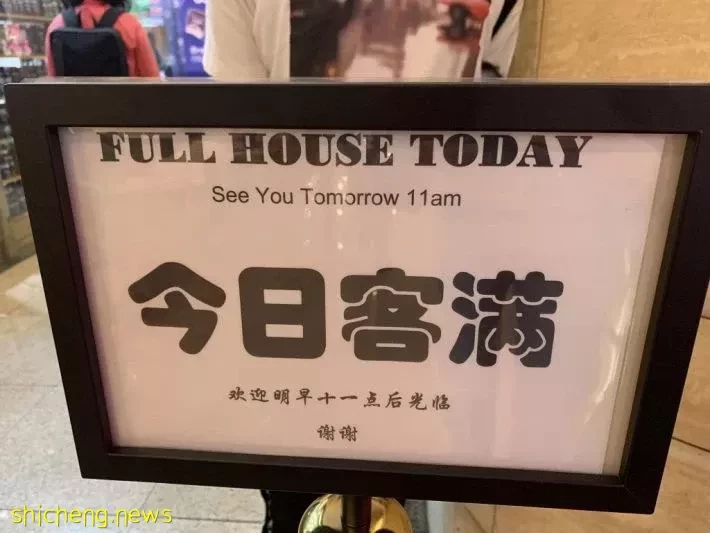 FULL HOUSE TODAY
See You Tomorrow 11am
今日客满
欢迎明早十一点后光临
谢谢
shicheng.news